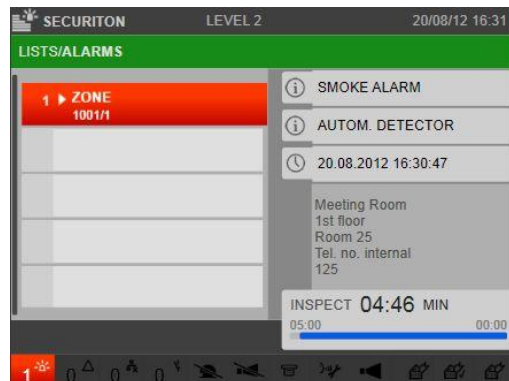 SECURITON LEVEL 2 20/08/12 16:31
LISTS/ALARMS
1 ZONE
1001/1
SMOKE ALARM
AUTOM. DETECTOR
20.08.2012 16:30:47
Meeting Room
1st floor
Room 25
Tel. no. internal
125
INSPECT 04:46 MIN
05:00 00:00
1 0 0 0